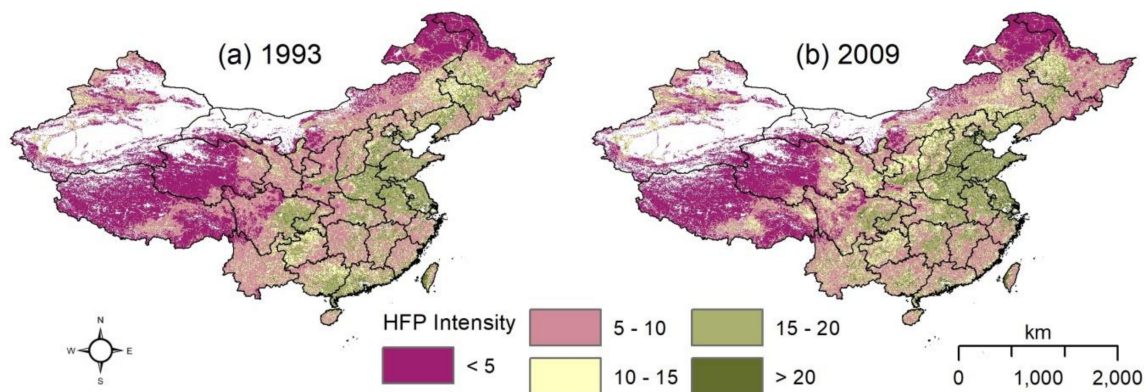 (a) 1993
(b) 2009
HFP Intensity
< 5
5 - 10
10 - 15
15 - 20
> 20
N
W E
S
km
0 1,000 2,000